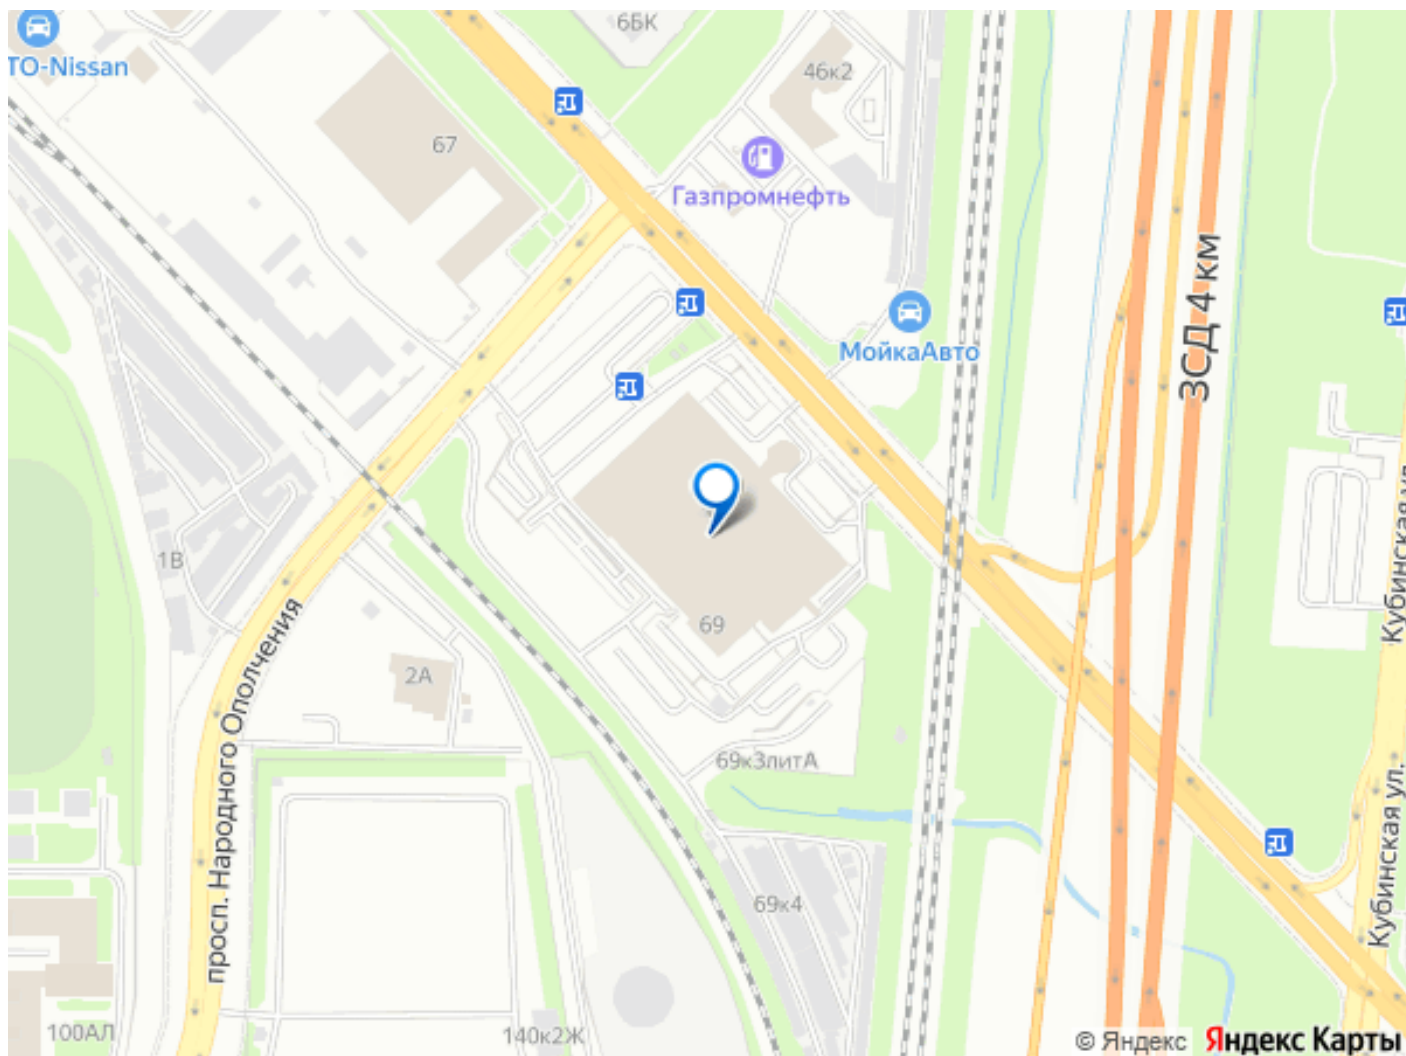 6БК
ТО-Nissan
46к2
67
Газпромнефть
ЗСД 4 км
МойкаАвто
Кубинская ул.
1В
69
просп. Народного Ополчения
2А
69к3литА
Кубинская ул.
69к4
100АЛ
140к2Ж
© Яндекс Яндекс Карты